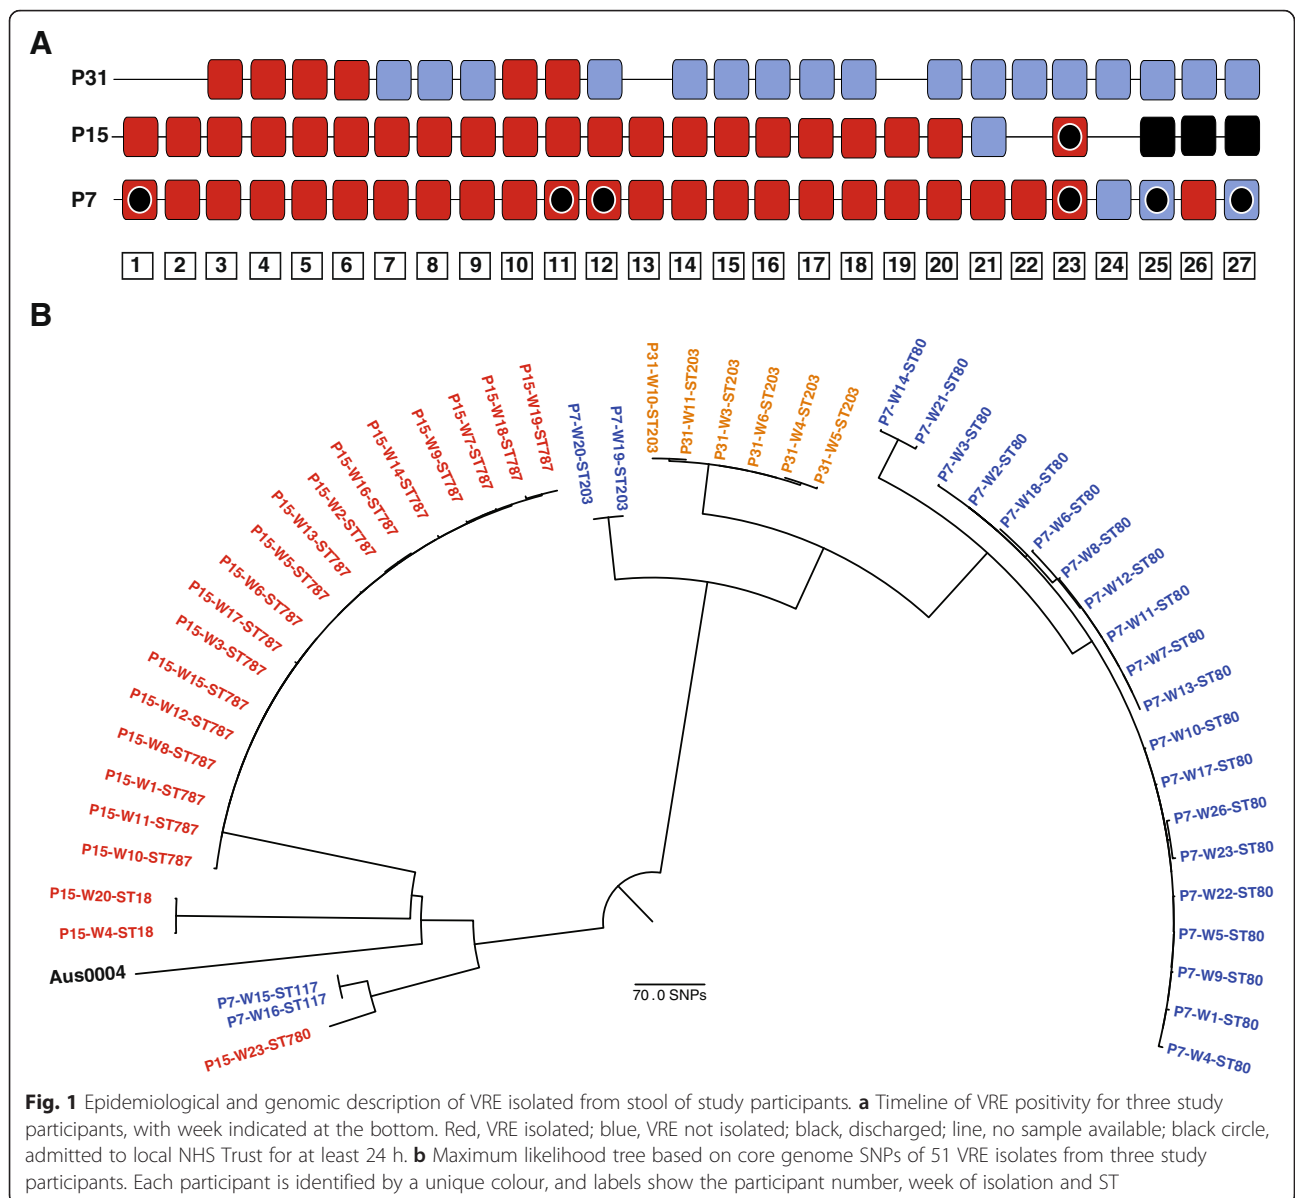 A
P31
P15
P7
1 2 3 4 5 6 7 8 9 10 11 12 13 14 15 16 17 18 19 20 21 22 23 24 25 26 27
B
P15-W19-ST787
P15-W18-ST787
P15-W7-ST787
P15-W9-ST787
P15-W14-ST787
P15-W16-ST787
P15-W2-ST787
P15-W13-ST787
P15-W5-ST787
P15-W6-ST787
P15-W17-ST787
P15-W3-ST787
P15-W15-ST787
P15-W12-ST787
P15-W8-ST787
P15-W1-ST787
P15-W11-ST787
P15-W10-ST787
P15-W20-ST18
P15-W4-ST18
Aus0004
P7-W15-ST117
P7-W16-ST117
P15-W23-ST780
P7-W20-ST203
P7-W19-ST203
P31-W10-ST203
P31-W11-ST203
P31-W3-ST203
P31-W6-ST203
P31-W4-ST203
P31-W5-ST203
P7-W14-ST80
P7-W21-ST80
P7-W3-ST80
P7-W2-ST80
P7-W18-ST80
P7-W6-ST80
P7-W8-ST80
P7-W12-ST80
P7-W11-ST80
P7-W7-ST80
P7-W13-ST80
P7-W10-ST80
P7-W17-ST80
P7-W26-ST80
P7-W23-ST80
P7-W22-ST80
P7-W5-ST80
P7-W9-ST80
P7-W1-ST80
P7-W4-ST80
70.0 SNPs
Fig. 1 Epidemiological and genomic description of VRE isolated from stool of study participants. a Timeline of VRE positivity for three study
participants, with week indicated at the bottom. Red, VRE isolated; blue, VRE not isolated; black, discharged; line, no sample available; black circle,
admitted to local NHS Trust for at least 24 h. b Maximum likelihood tree based on core genome SNPs of 51 VRE isolates from three study
participants. Each participant is identified by a unique colour, and labels show the participant number, week of isolation and ST